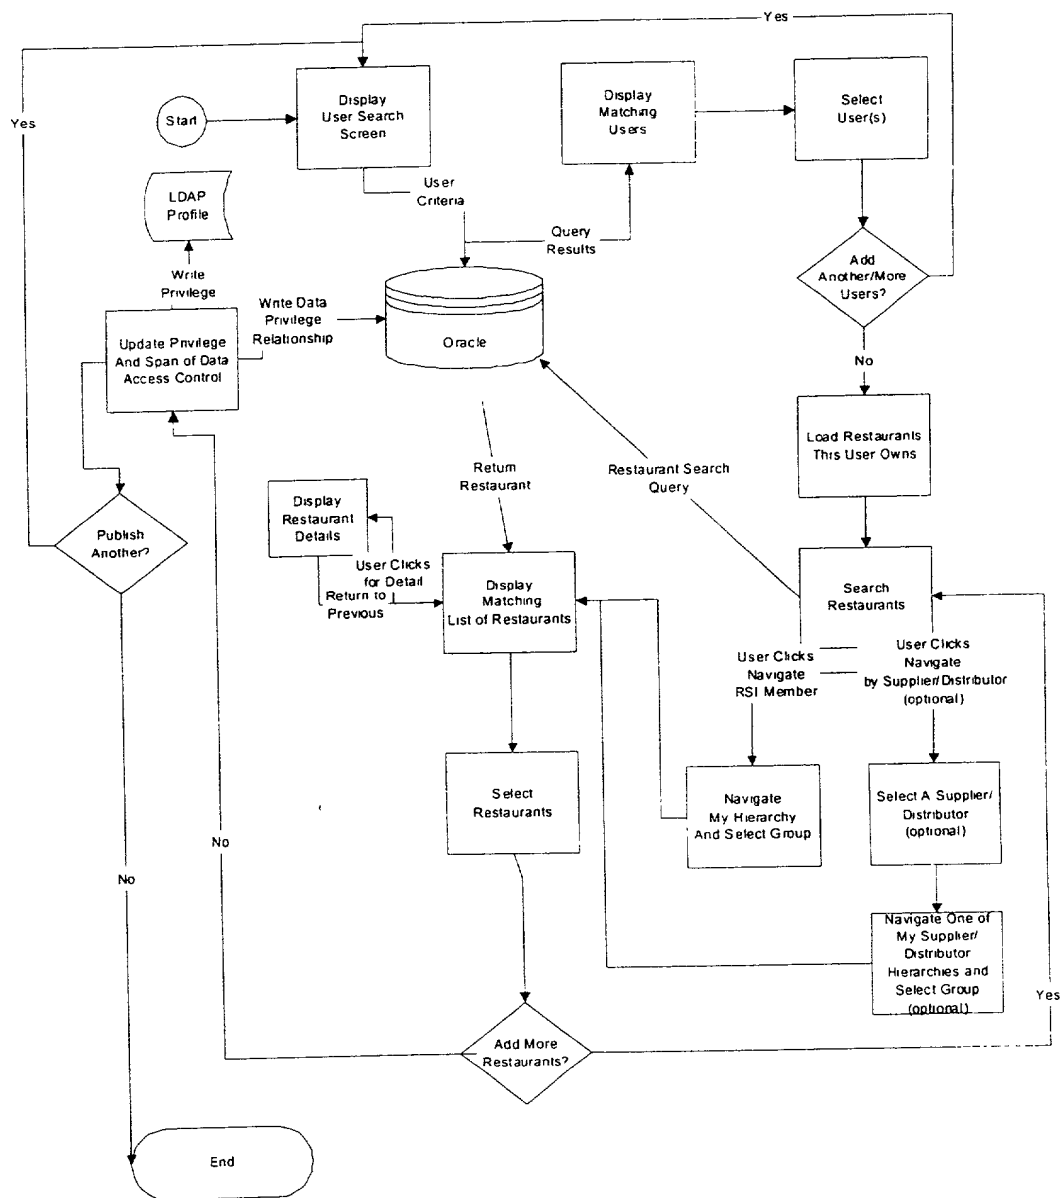 Yes
Yes
Start
Display
User Search
Screen
Display
Matching
Users
Select
User(s)
LDAP
Profile
User
Criteria
Query
Results
Add
Another/More
Users?
Write
Privilege
Write Data
Privilege
Relationship
Update Privilege
And Span of Data
Access Control
Oracle
No
Load Restaurants
This User Owns
Return
Restaurant
Restaurant Search
Query
Publish
Another?
Display
Restaurant
Details
User Clicks
for Detail
Return to
Previous
Display
Matching
List of Restaurants
Search
Restaurants
User Clicks
Navigate
RSI Member
User Clicks
Navigate
by Supplier/Distributor
(optional)
Select
Restaurants
Navigate
My Hierarchy
And Select Group
Select A Supplier/
Distributor
(optional)
No
No
Navigate One of
My Supplier/
Distributor
Hierarchies and
Select Group
(optional)
Yes
Add More
Restaurants?
End